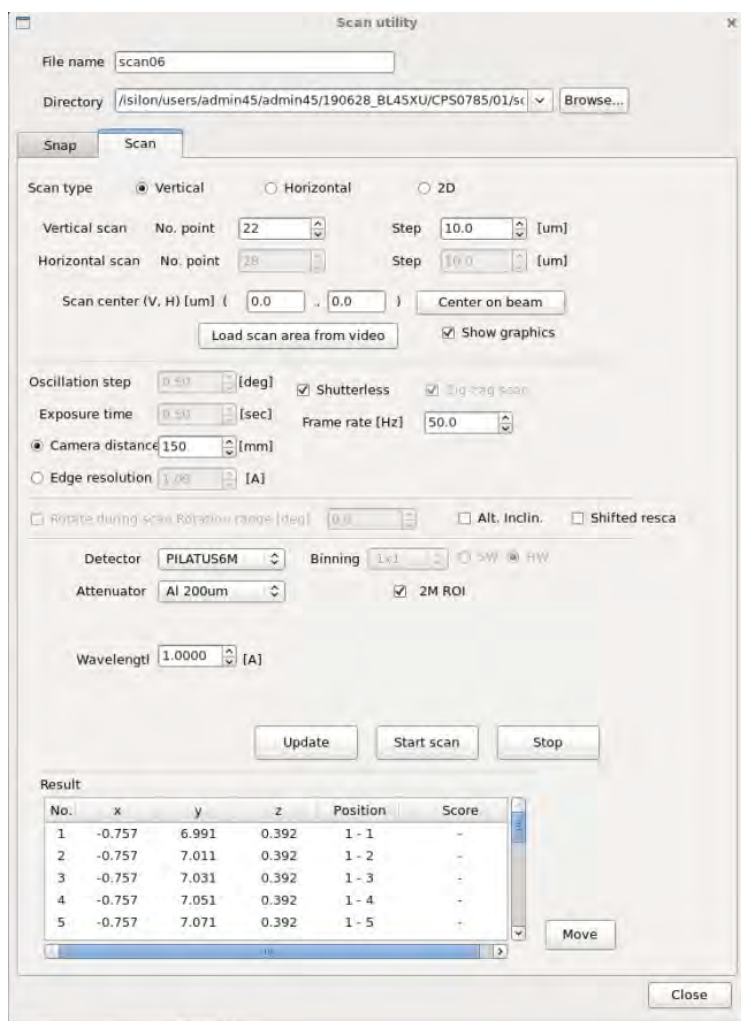 Scan utility
File name scan06
Directory /isilon/users/admin45/admin45/190628_BL45XU/CPS0785/01/sc Browse...
Snap Scan
Scan type Vertical Horizontal 2D
Vertical scan No. point 22 Step 10.0 [um]
Horizontal scan No. point 28 Step 10.0 [um]
Scan center (V, H) [um] ( 0.0 , 0.0 ) Center on beam
Load scan area from video Show graphics
Oscillation step 0.50 [deg] Shutterless Zig-zag scan
Exposure time 0.50 [sec] Frame rate [Hz] 50.0
Camera distance 150 [mm]
Edge resolution [A]
Rotate during scan Rotation range [deg] 0.0 Alt. Inclin. Shifted resca
Detector PILATUS6M Binning 1x1 SW HW
Attenuator Al 200um 2M ROI
Wavelengtl 1.0000 [A]
Update Start scan Stop
Result
No. x y z Position Score
1 -0.757 6.991 0.392 1 - 1 -
2 -0.757 7.011 0.392 1 - 2 -
3 -0.757 7.031 0.392 1 - 3 -
4 -0.757 7.051 0.392 1 - 4 -
5 -0.757 7.071 0.392 1 - 5 -
Move
Close